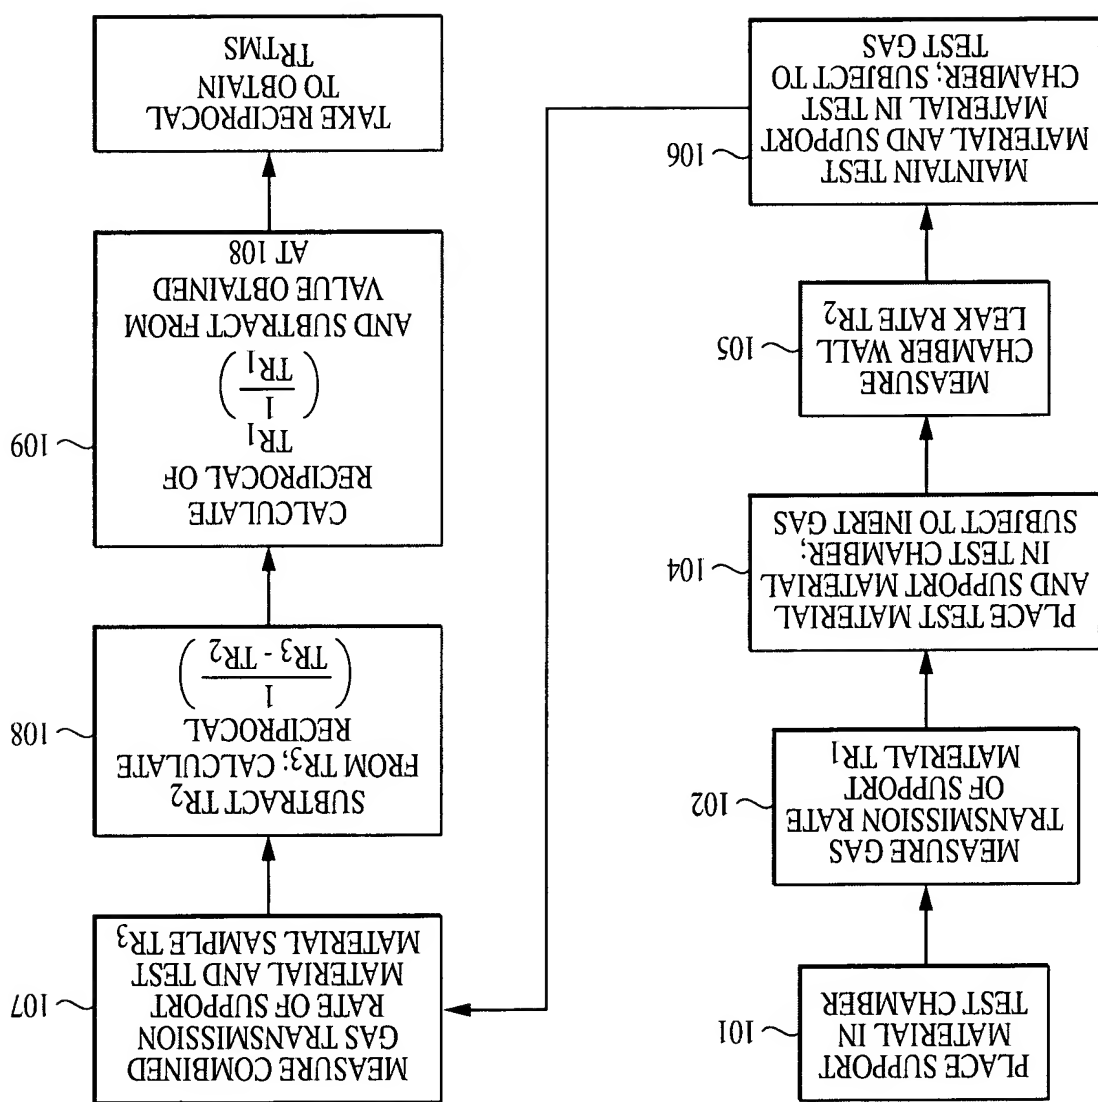 PLACE SUPPORT
MATERIAL IN
TEST CHAMBER
101
MEASURE GAS
TRANSMISSION RATE
OF SUPPORT
MATERIAL TR1
102
PLACE TEST MATERIAL
AND SUPPORT MATERIAL
IN TEST CHAMBER;
SUBJECT TO INERT GAS
104
MEASURE
CHAMBER WALL
LEAK RATE TR2
105
MAINTAIN TEST
MATERIAL AND SUPPORT
MATERIAL IN TEST
CHAMBER; SUBJECT TO
TEST GAS
106
MEASURE COMBINED
GAS TRANSMISSION
RATE OF SUPPORT
MATERIAL AND TEST
MATERIAL SAMPLE TR3
107
SUBTRACT TR2
FROM TR3; CALCULATE
RECIPROCAL
(1 / TR3 - TR2)
108
CALCULATE
RECIPROCAL OF
TR1
(1 / TR1)
AND SUBTRACT FROM
VALUE OBTAINED
AT 108
109
TAKE RECIPROCAL
TO OBTAIN
TRTMS